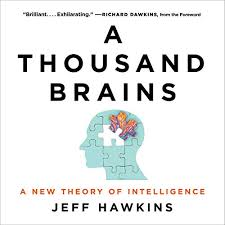 "Brilliant.... Exhilarating." —RICHARD DAWKINS, from the Foreword
A
THOUSAND
BRAINS
A NEW THEORY OF INTELLIGENCE
JEFF HAWKINS